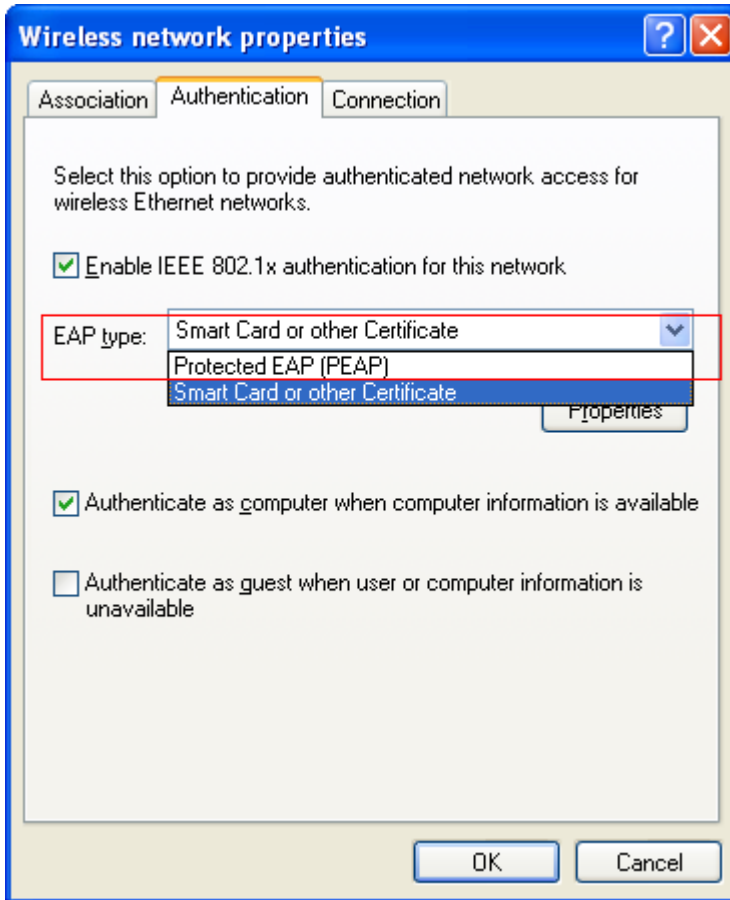 Wireless network properties
Association Authentication Connection
Select this option to provide authenticated network access for
wireless Ethernet networks.
Enable IEEE 802.1x authentication for this network
EAP type: Smart Card or other Certificate
Protected EAP (PEAP)
Smart Card or other Certificate
Properties
Authenticate as computer when computer information is available
Authenticate as guest when user or computer information is
unavailable
OK Cancel